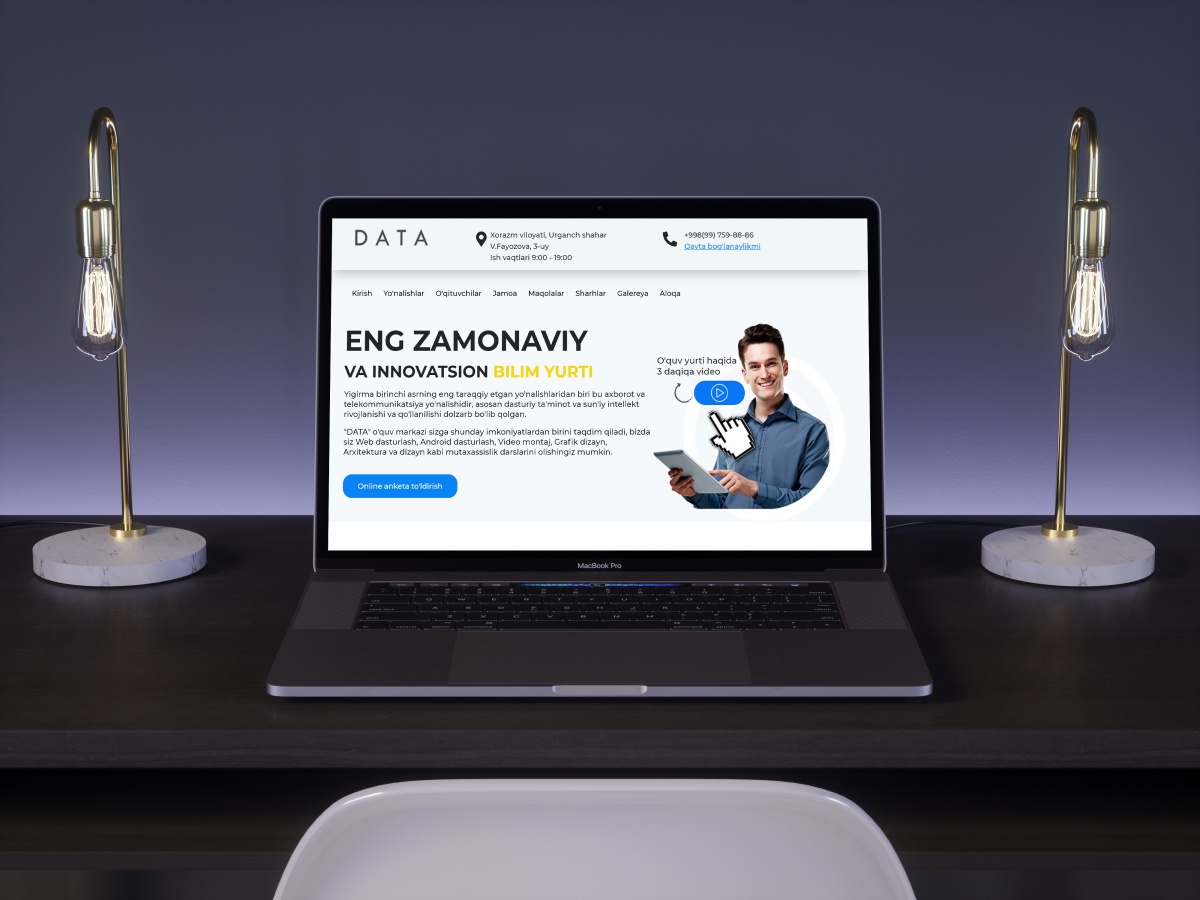 DATA
Xorazm viloyati, Urganch shahar
V.Fayozova, 3-uy
Ish vaqtlari 9:00 - 19:00
+998(99) 759-88-86
Qayta bog'lanaylikmi
Kirish Yo'nalishlar O'qituvchilar Jamoa Maqolalar Sharhlar Galereya Aloqa
ENG ZAMONAVIY
VA INNOVATSION BILIM YURTI
Yigirma birinchi asrning eng taraqqiy etgan yo'nalishlaridan biri bu axborot va
telekommunikatsiya yo'nalishidir, asosan dasturiy ta'minot va sun'iy intellekt
rivojlanishi va qo'llanilishi dolzarb bo'lib qolgan.
"DATA" o'quv markazi sizga shunday imkoniyatlardan birini taqdim qiladi, bizda
siz Web dasturlash, Android dasturlash, Video montaj, Grafik dizayn,
Arxitektura va dizayn kabi mutaxassislik darslarini olishingiz mumkin.
Online anketa to'ldirish
O'quv yurti haqida
3 daqiqa video
MacBook Pro